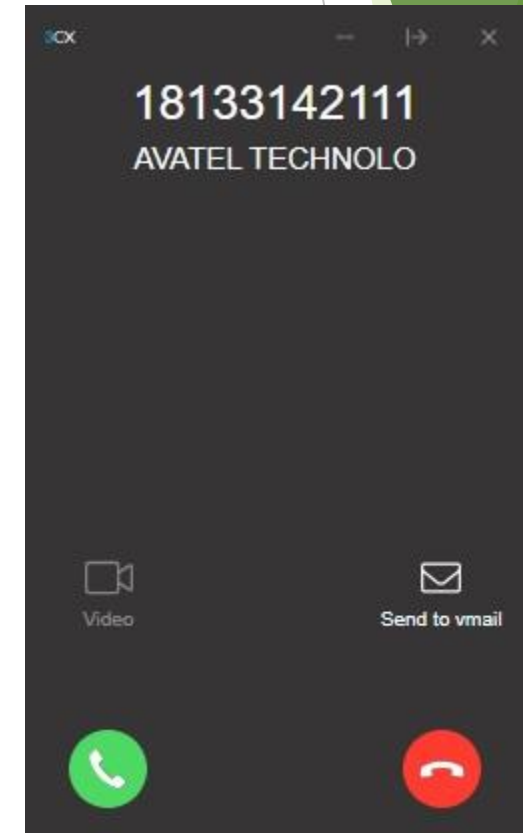 3CX
18133142111
AVATEL TECHNOLO
Video
Send to vmail